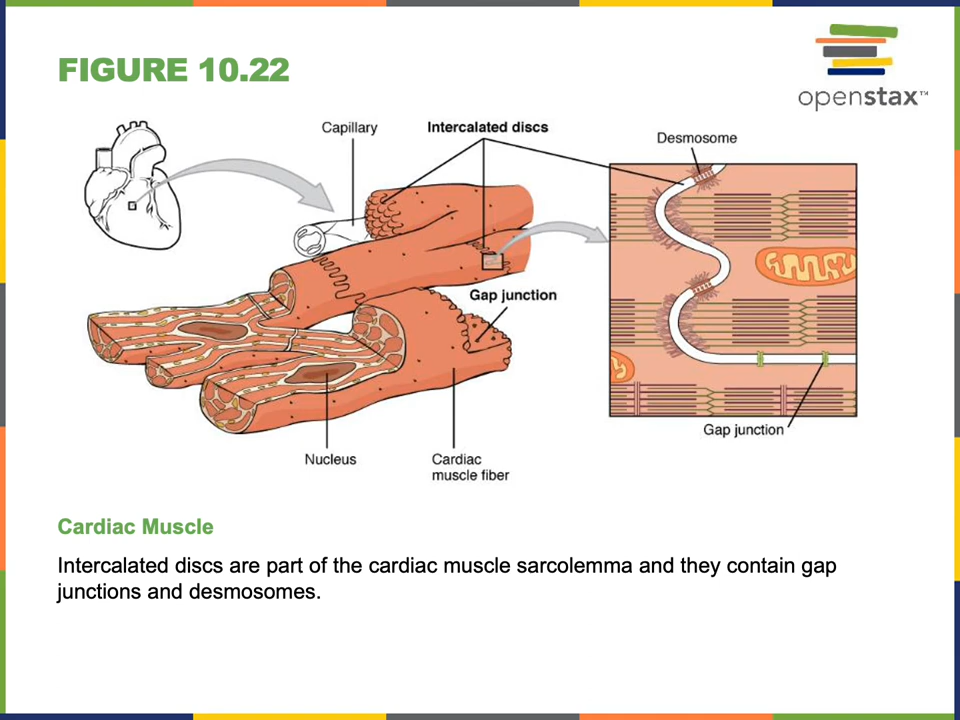 FIGURE 10.22
openstax™
Capillary
Intercalated discs
Desmosome
Gap junction
Gap junction
Nucleus
Cardiac
muscle fiber
Cardiac Muscle
Intercalated discs are part of the cardiac muscle sarcolemma and they contain gap
junctions and desmosomes.